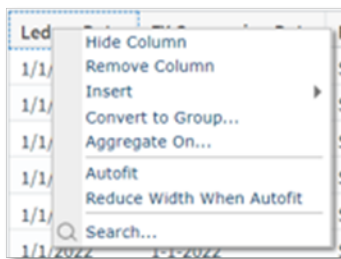 Led
Hide Column
Remove Column
1/1/
Insert
1/1/
Convert to Group...
Aggregate On...
1/1/
Autofit
1/1/
Reduce Width When Autofit
1/1/
Search...
1/1/2022 1-1-2022